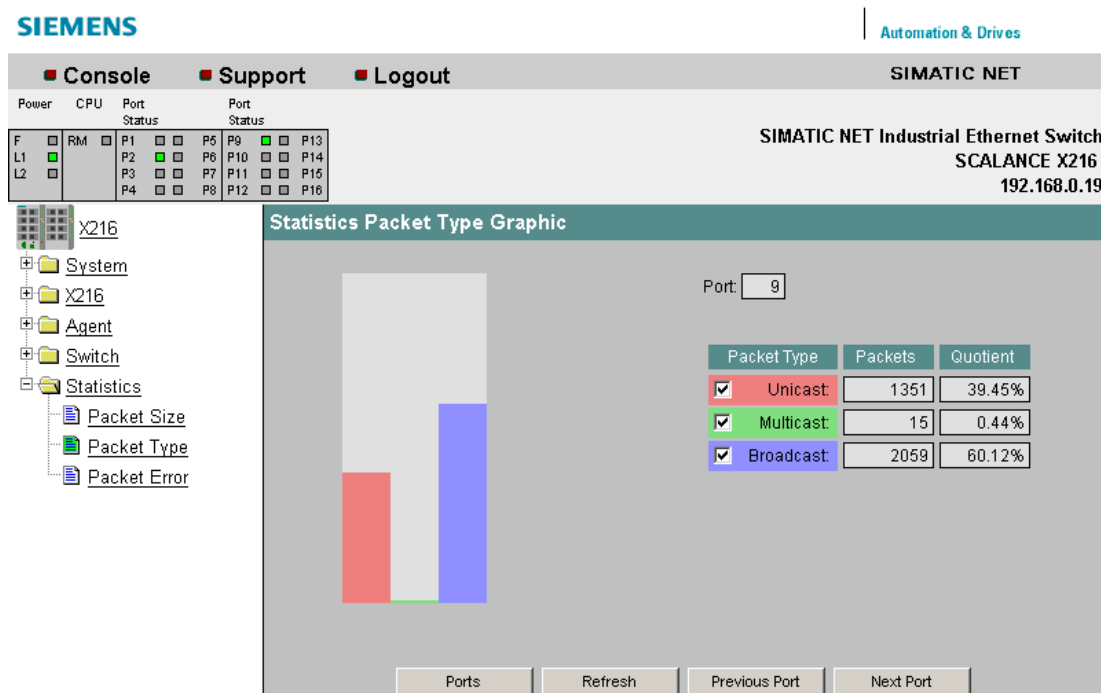 SIEMENS
Automation & Drives
Console Support Logout SIMATIC NET
Power CPU Port Status Port Status
F RM P1 P5 P9 P13
L1 P2 P6 P10 P14
L2 P3 P7 P11 P15
P4 P8 P12 P16
SIMATIC NET Industrial Ethernet Switch
SCALANCE X216
192.168.0.19
X216
System
X216
Agent
Switch
Statistics
Packet Size
Packet Type
Packet Error
Statistics Packet Type Graphic
Port: 9
Packet Type Packets Quotient
Unicast: 1351 39.45%
Multicast: 15 0.44%
Broadcast: 2059 60.12%
Ports Refresh Previous Port Next Port